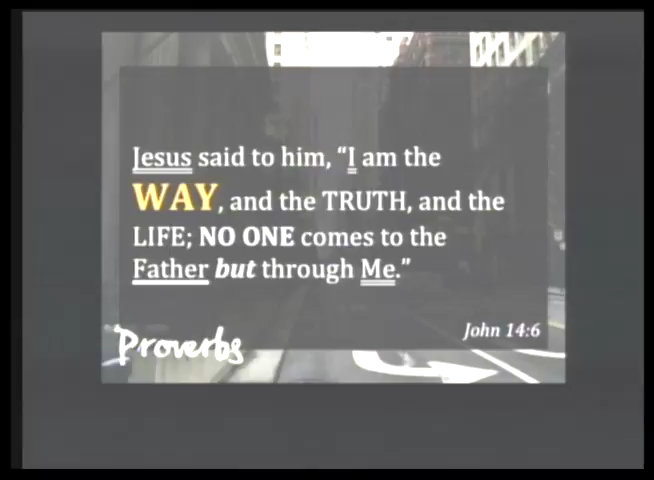 Jesus said to him, “I am the
WAY, and the TRUTH, and the
LIFE; NO ONE comes to the
Father but through Me.”
John 14:6
Proverbs